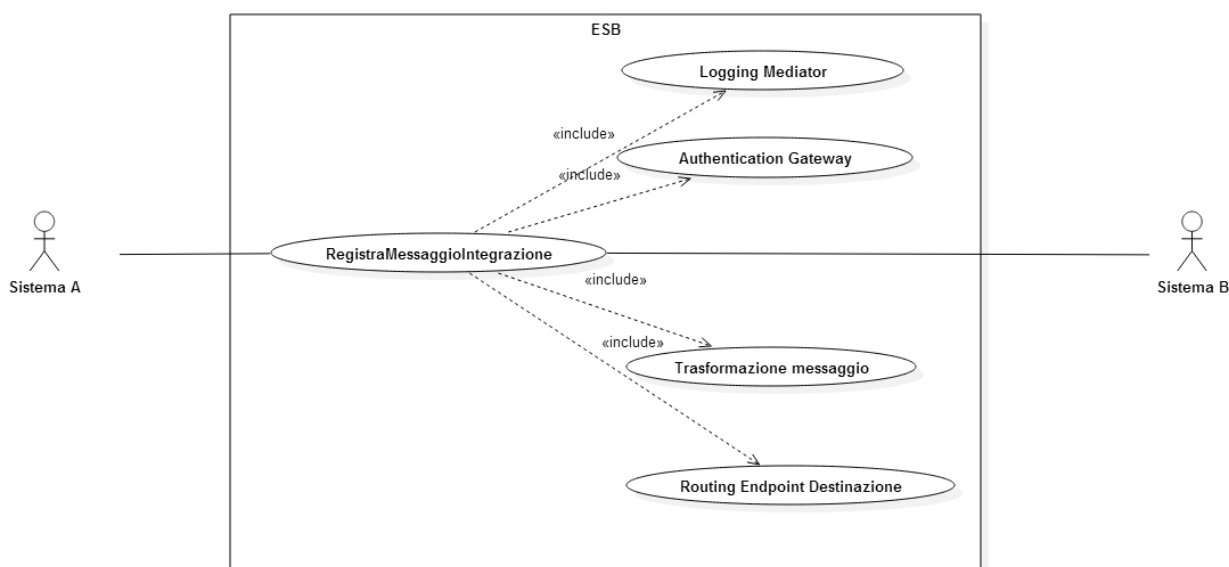 ESB
Logging Mediator
«include»
Authentication Gateway
«include»
RegistraMessaggioIntegrazione
Sistema A
Sistema B
«include»
«include»
Trasformazione messaggio
Routing Endpoint Destinazione